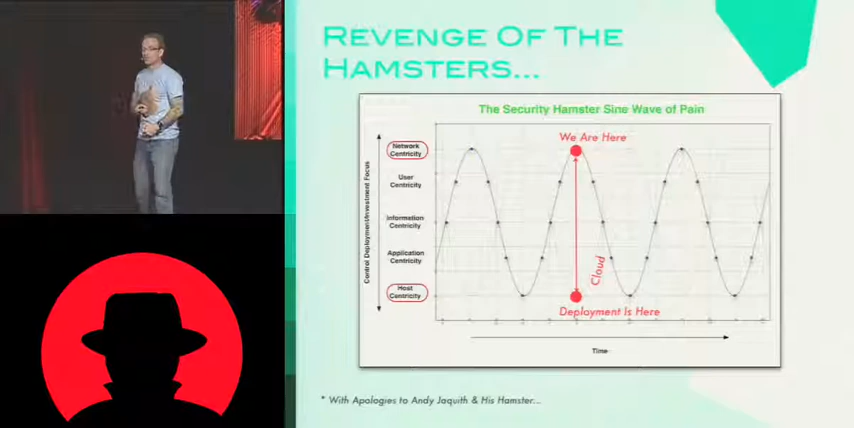 REVENGE OF THE
HAMSTERS...
The Security Hamster Sine Wave of Pain
We Are Here
Control Deployment/Investment Focus
Network
Centricity
User
Centricity
Information
Centricity
Application
Centricity
Host
Centricity
Cloud
Deployment Is Here
Time
* With Apologies to Andy Jaquith & His Hamster...